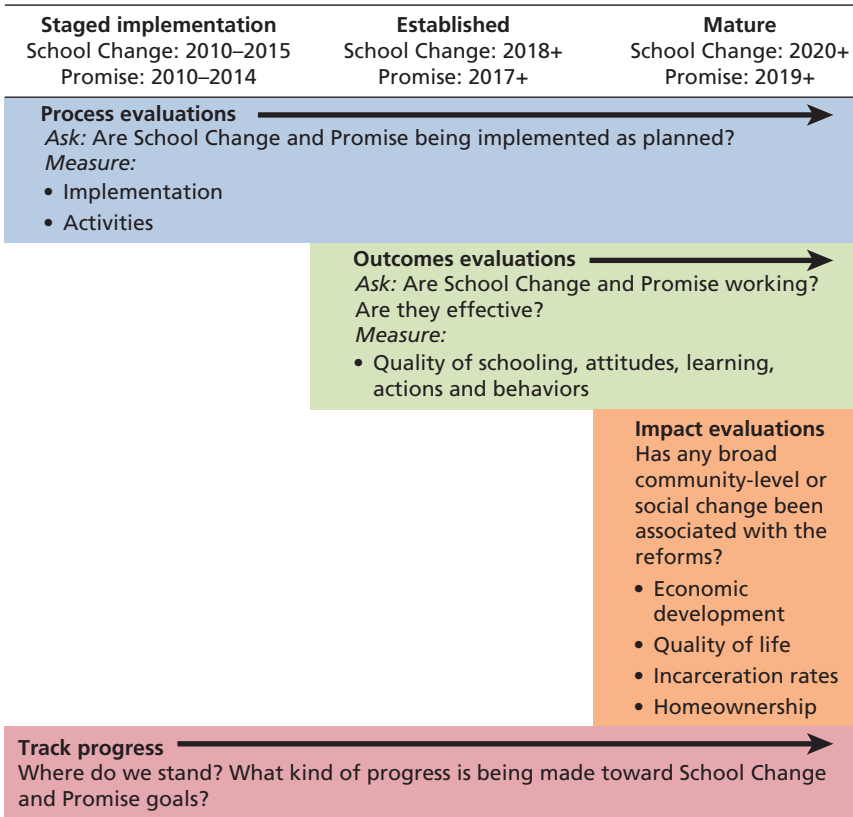 Staged implementation
School Change: 2010–2015
Promise: 2010–2014
Established
School Change: 2018+
Promise: 2017+
Mature
School Change: 2020+
Promise: 2019+
Process evaluations
Ask: Are School Change and Promise being implemented as planned?
Measure:
• Implementation
• Activities
Outcomes evaluations
Ask: Are School Change and Promise working?
Are they effective?
Measure:
• Quality of schooling, attitudes, learning,
actions and behaviors
Impact evaluations
Has any broad
community-level or
social change been
associated with the
reforms?
• Economic
development
• Quality of life
• Incarceration rates
• Homeownership
Track progress
Where do we stand? What kind of progress is being made toward School Change
and Promise goals?